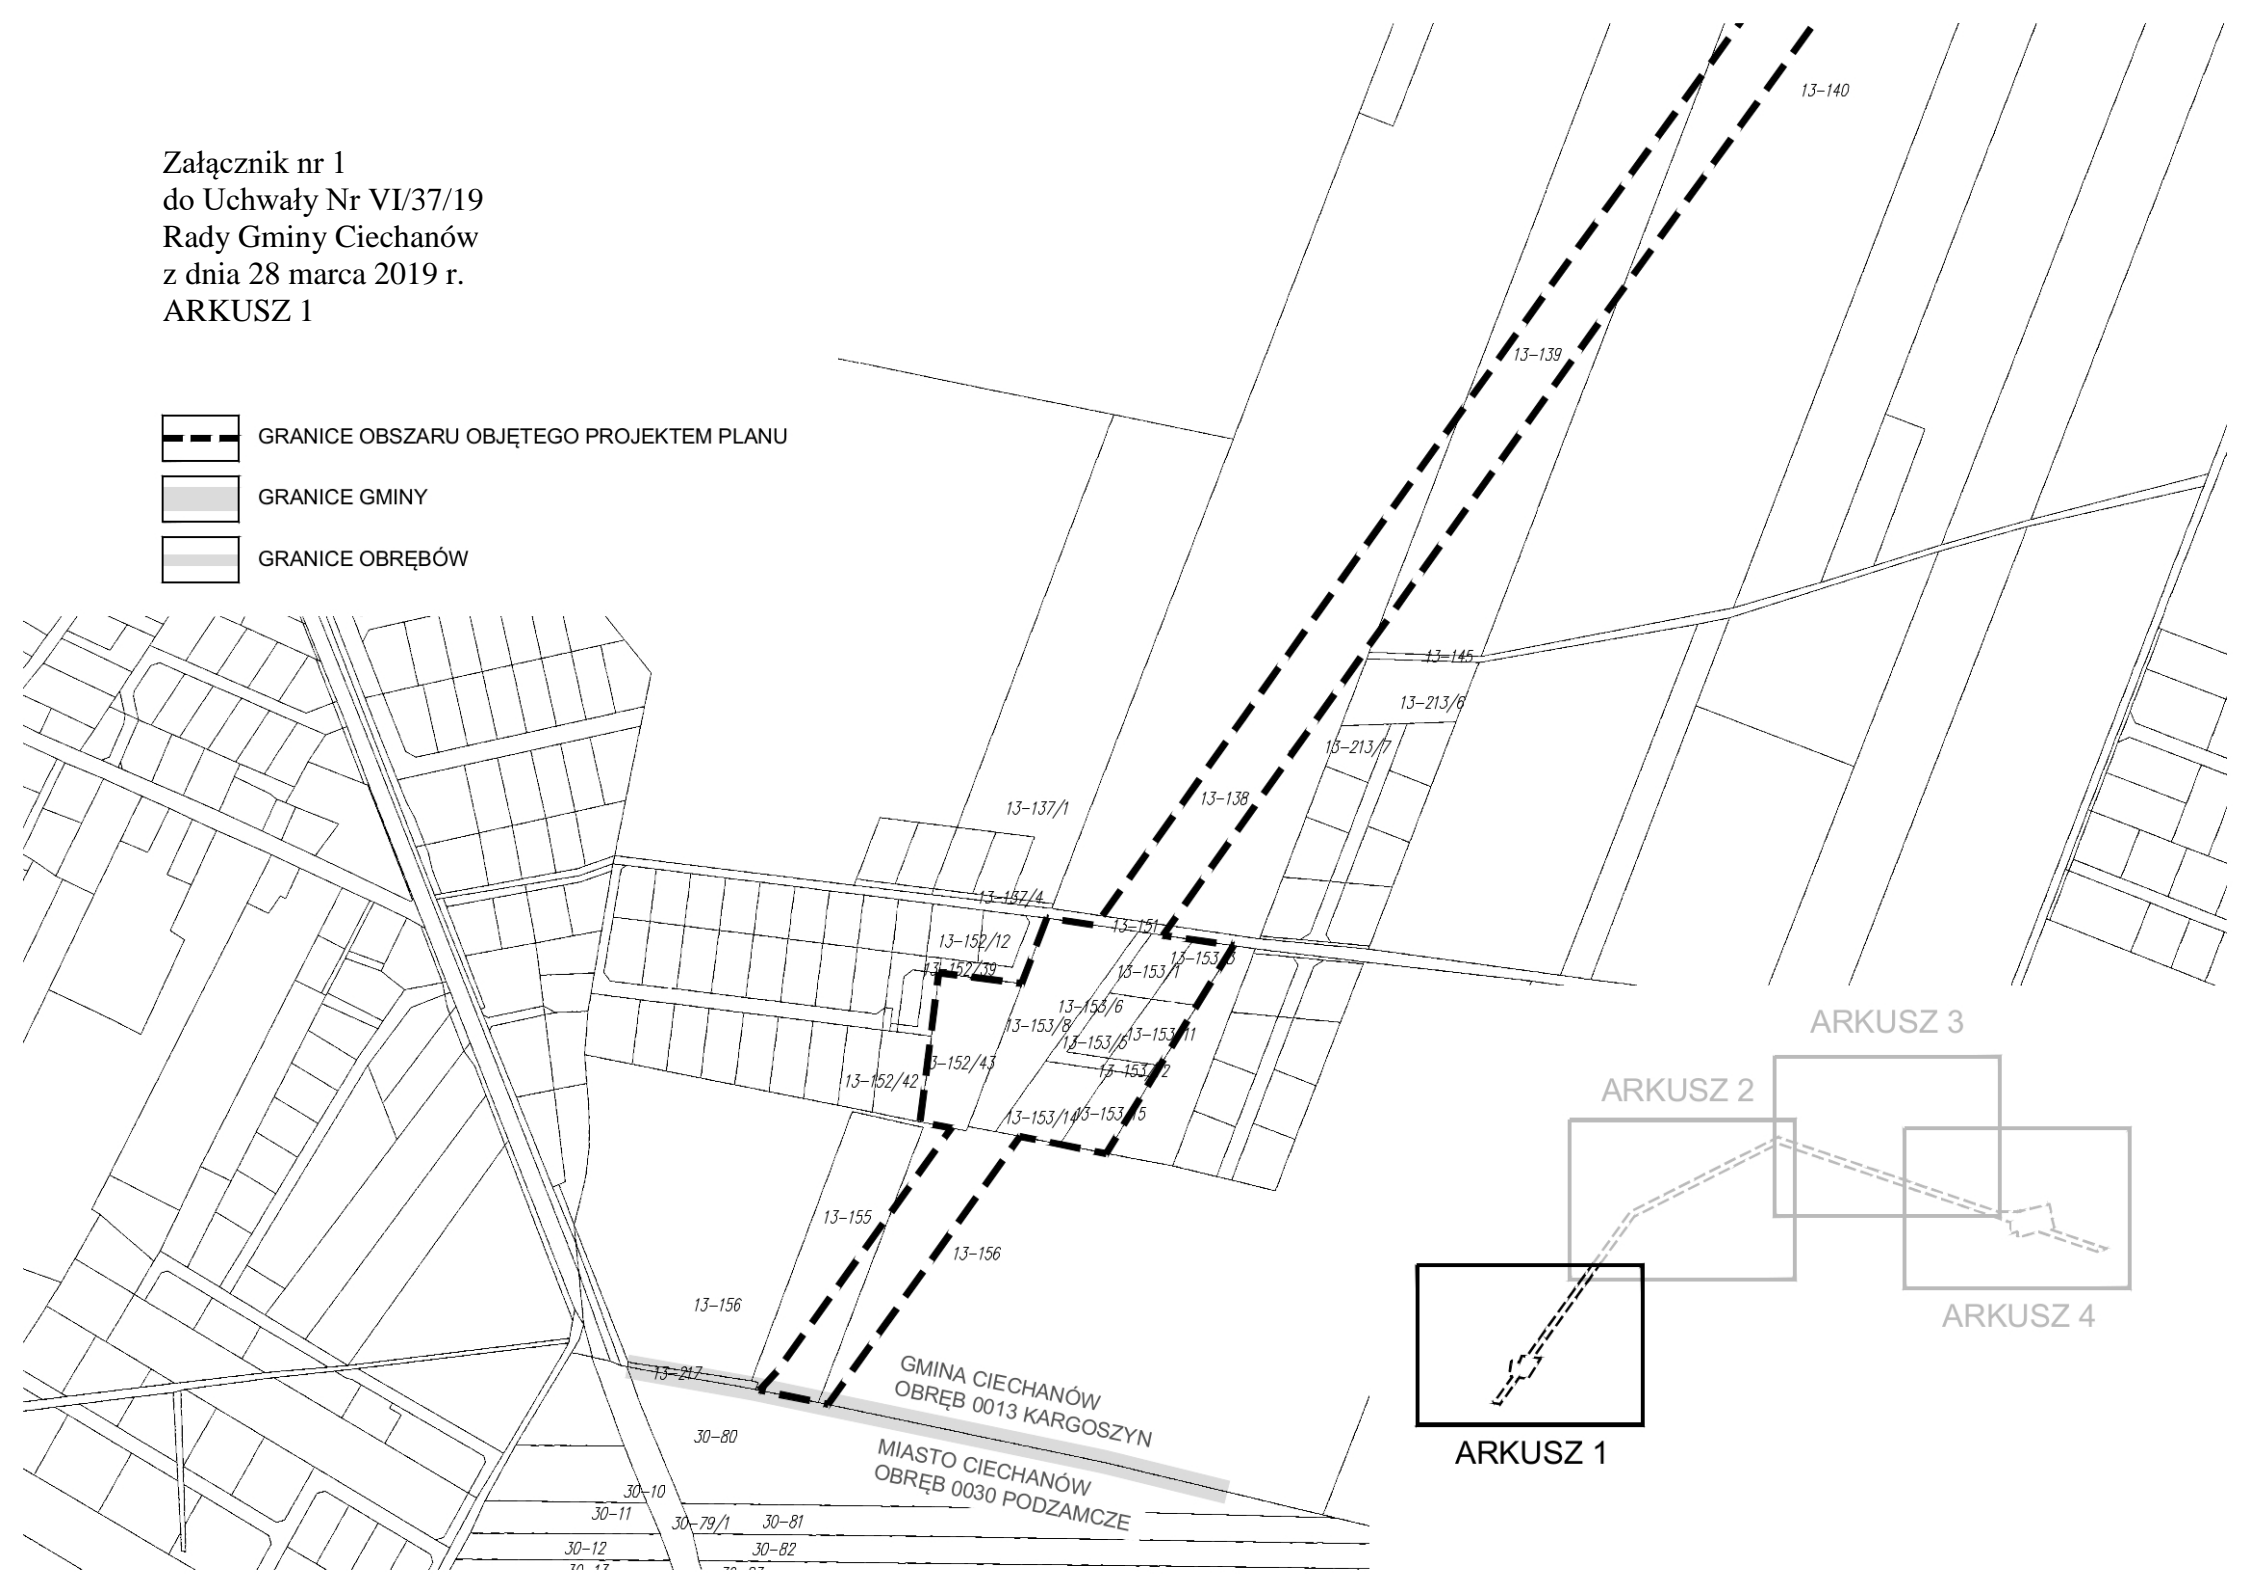 Załącznik nr 1
do Uchwały Nr VI/37/19
Rady Gminy Ciechanów
z dnia 28 marca 2019 r.
ARKUSZ 1
GRANICE OBSZARU OBJĘTEGO PROJEKTEM PLANU
GRANICE GMINY
GRANICE OBRĘBÓW
13-140
13-139
13-145
13-213/6
13-213/7
13-138
13-137/1
13-137/4
13-151
13-152/12
13-152/39
13-153/1
13-153/6
13-153/8
13-153/11
13-153/5
13-152/43
13-152/42
13-153/14
13-153/15
13-155
13-156
13-156
13-217
GMINA CIECHANÓW
OBRĘB 0013 KARGOSZYN
MIASTO CIECHANÓW
OBRĘB 0030 PODZAMCZE
30-80
30-10
30-11
30-79/1
30-81
30-12
30-82
ARKUSZ 3
ARKUSZ 2
ARKUSZ 4
ARKUSZ 1